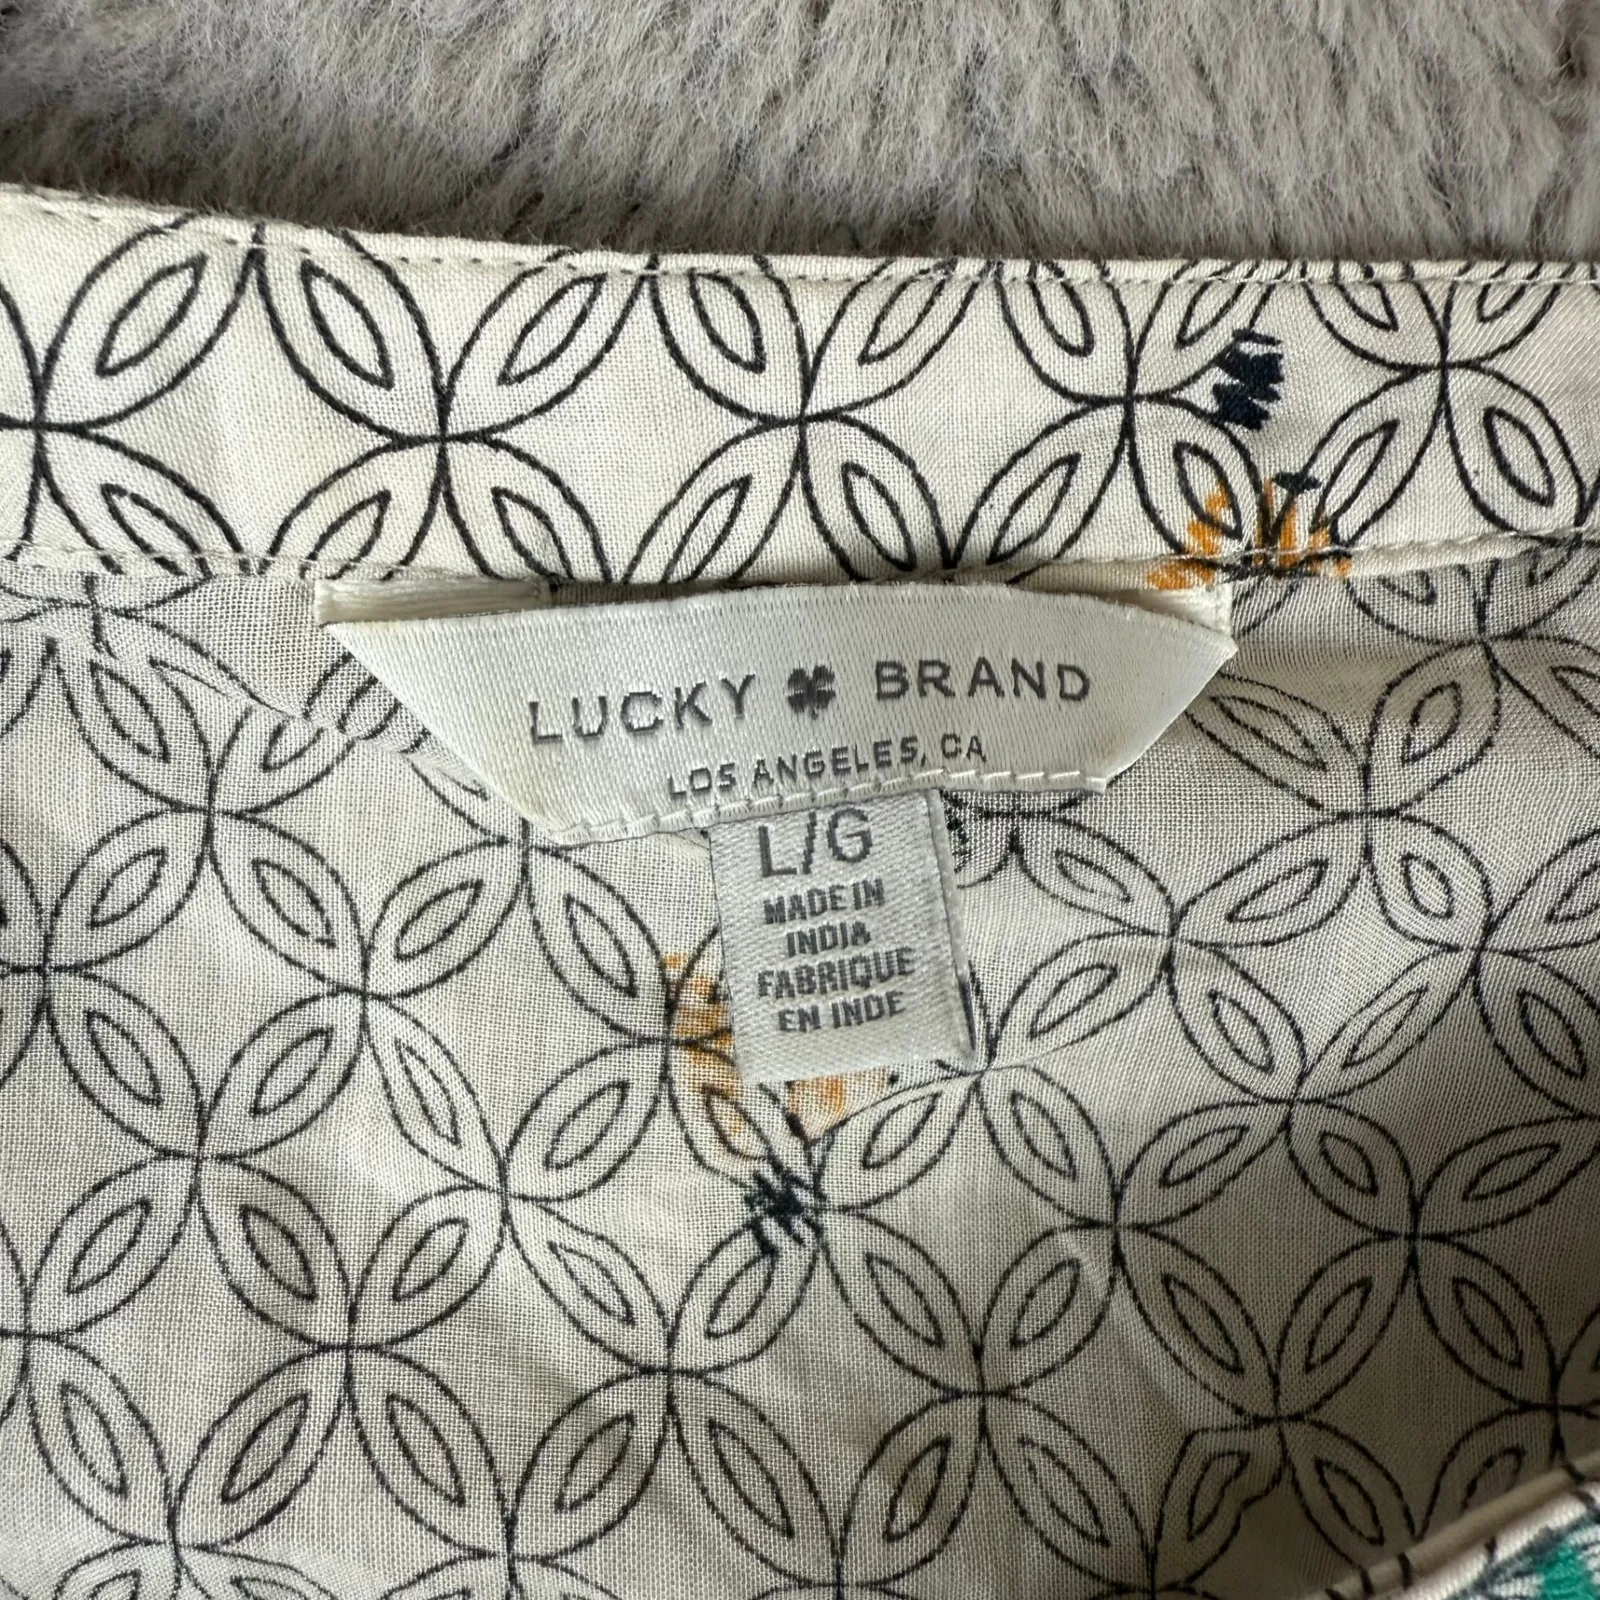 LUCKY BRAND
LOS ANGELES, CA
L/G
MADE IN
INDIA
FABRIQUE
EN INDE